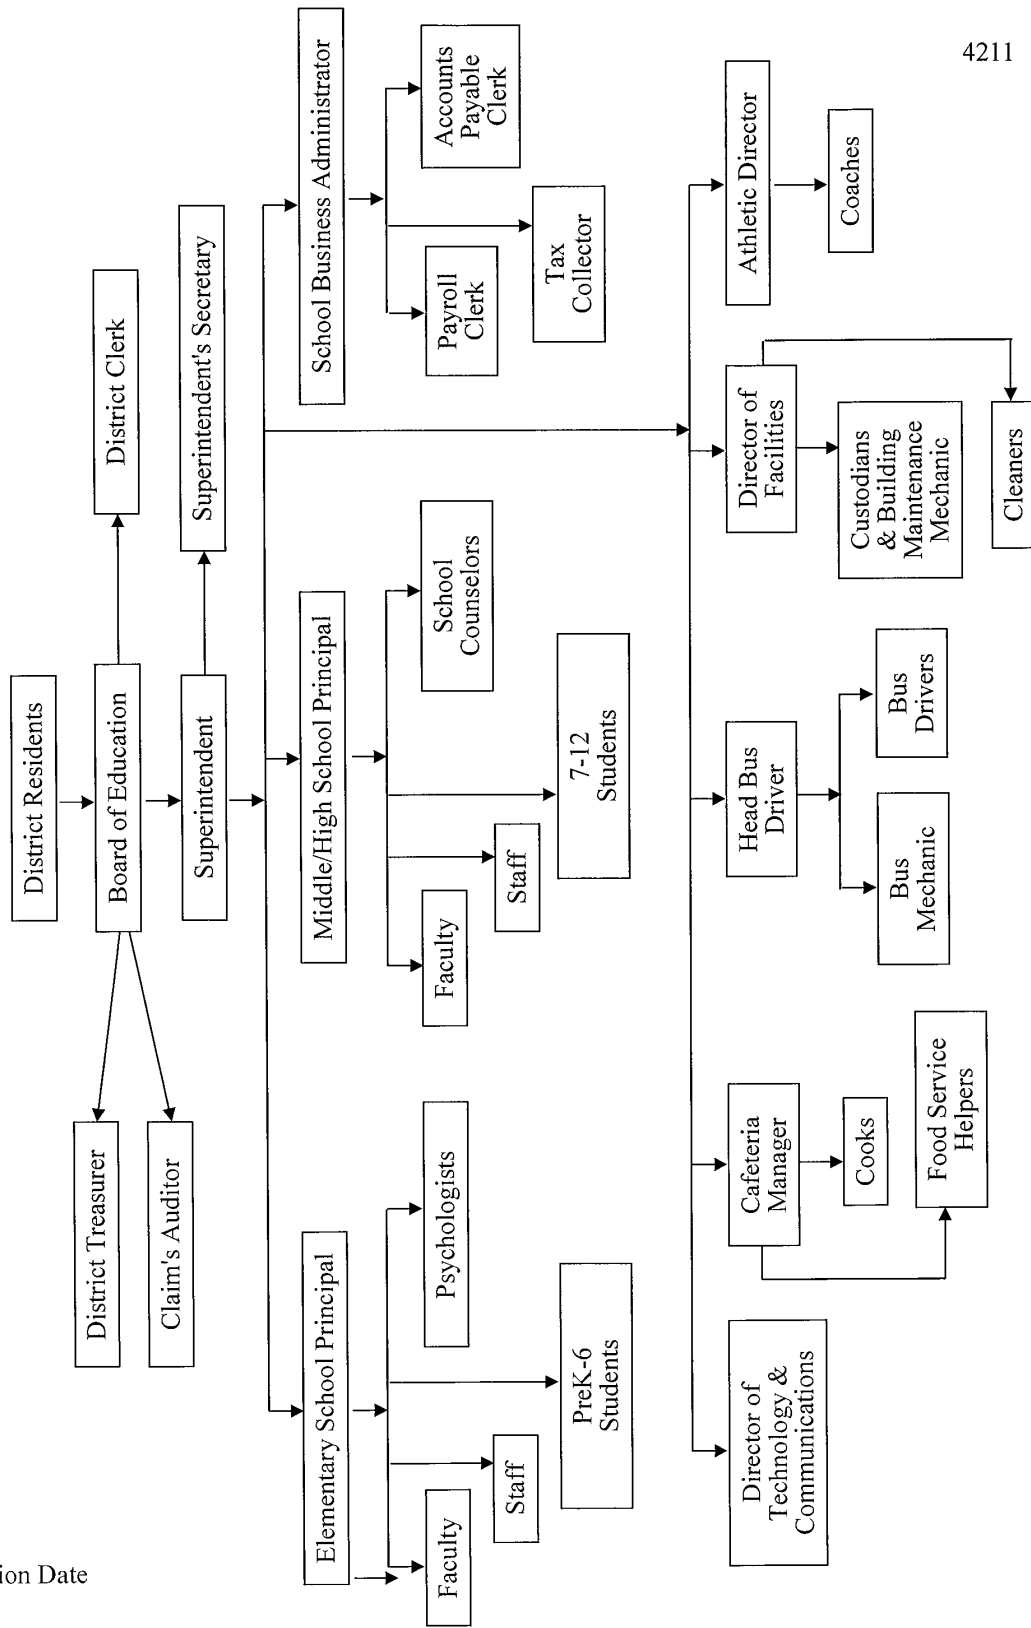 4211
District Residents
Board of Education
District Clerk
District Treasurer
Claim's Auditor
Superintendent
Superintendent's Secretary
Elementary School Principal
Middle/High School Principal
School Business Administrator
Faculty
Staff
PreK-6
Students
Psychologists
Faculty
Staff
7-12
Students
School
Counselors
Payroll
Clerk
Tax
Collector
Accounts
Payable
Clerk
Director of
Technology &
Communications
Cafeteria
Manager
Cooks
Food Service
Helpers
Head Bus
Driver
Bus
Mechanic
Bus
Drivers
Director of
Facilities
Custodians
& Building
Maintenance
Mechanic
Cleaners
Athletic Director
Coaches
ion Date